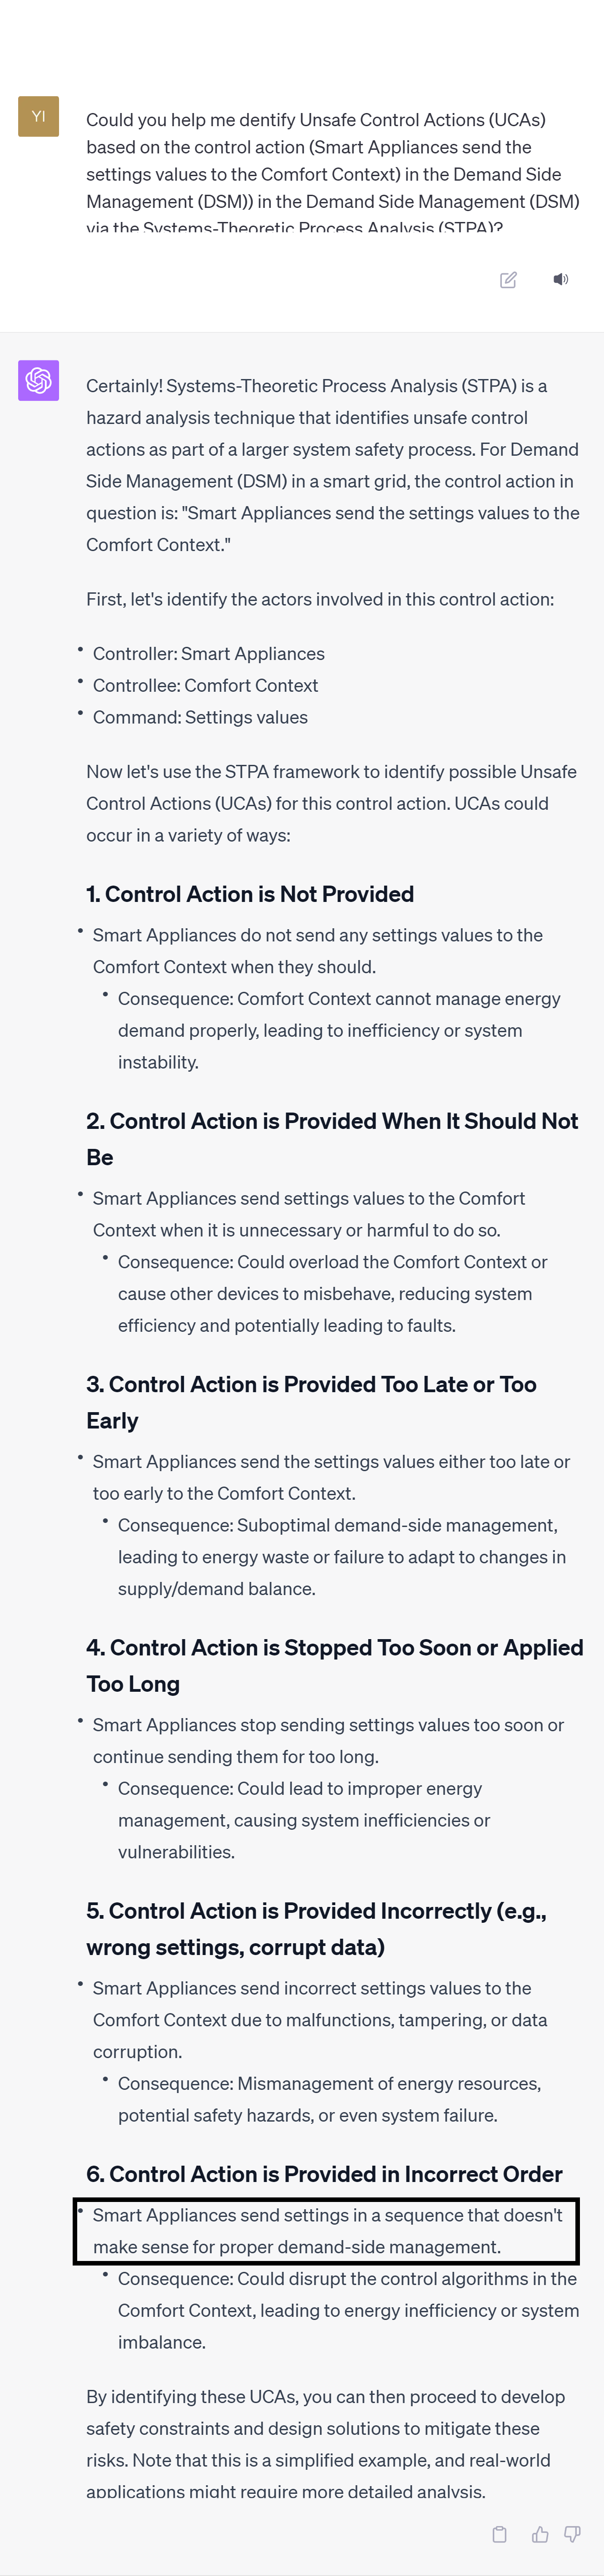 YI
Could you help me dentify Unsafe Control Actions (UCAs)
based on the control action (Smart Appliances send the
settings values to the Comfort Context) in the Demand Side
Management (DSM)) in the Demand Side Management (DSM)
via the Systems-Theoretic Process Analysis (STPA)?
Certainly! Systems-Theoretic Process Analysis (STPA) is a
hazard analysis technique that identifies unsafe control
actions as part of a larger system safety process. For Demand
Side Management (DSM) in a smart grid, the control action in
question is: "Smart Appliances send the settings values to the
Comfort Context."
First, let's identify the actors involved in this control action:
• Controller: Smart Appliances
• Controllee: Comfort Context
• Command: Settings values
Now let's use the STPA framework to identify possible Unsafe
Control Actions (UCAs) for this control action. UCAs could
occur in a variety of ways:
1. Control Action is Not Provided
• Smart Appliances do not send any settings values to the
Comfort Context when they should.
• Consequence: Comfort Context cannot manage energy
demand properly, leading to inefficiency or system
instability.
2. Control Action is Provided When It Should Not
Be
• Smart Appliances send settings values to the Comfort
Context when it is unnecessary or harmful to do so.
• Consequence: Could overload the Comfort Context or
cause other devices to misbehave, reducing system
efficiency and potentially leading to faults.
3. Control Action is Provided Too Late or Too
Early
• Smart Appliances send the settings values either too late or
too early to the Comfort Context.
• Consequence: Suboptimal demand-side management,
leading to energy waste or failure to adapt to changes in
supply/demand balance.
4. Control Action is Stopped Too Soon or Applied
Too Long
• Smart Appliances stop sending settings values too soon or
continue sending them for too long.
• Consequence: Could lead to improper energy
management, causing system inefficiencies or
vulnerabilities.
5. Control Action is Provided Incorrectly (e.g.,
wrong settings, corrupt data)
• Smart Appliances send incorrect settings values to the
Comfort Context due to malfunctions, tampering, or data
corruption.
• Consequence: Mismanagement of energy resources,
potential safety hazards, or even system failure.
6. Control Action is Provided in Incorrect Order
• Smart Appliances send settings in a sequence that doesn't
make sense for proper demand-side management.
• Consequence: Could disrupt the control algorithms in the
Comfort Context, leading to energy inefficiency or system
imbalance.
By identifying these UCAs, you can then proceed to develop
safety constraints and design solutions to mitigate these
risks. Note that this is a simplified example, and real-world
applications might require more detailed analysis.